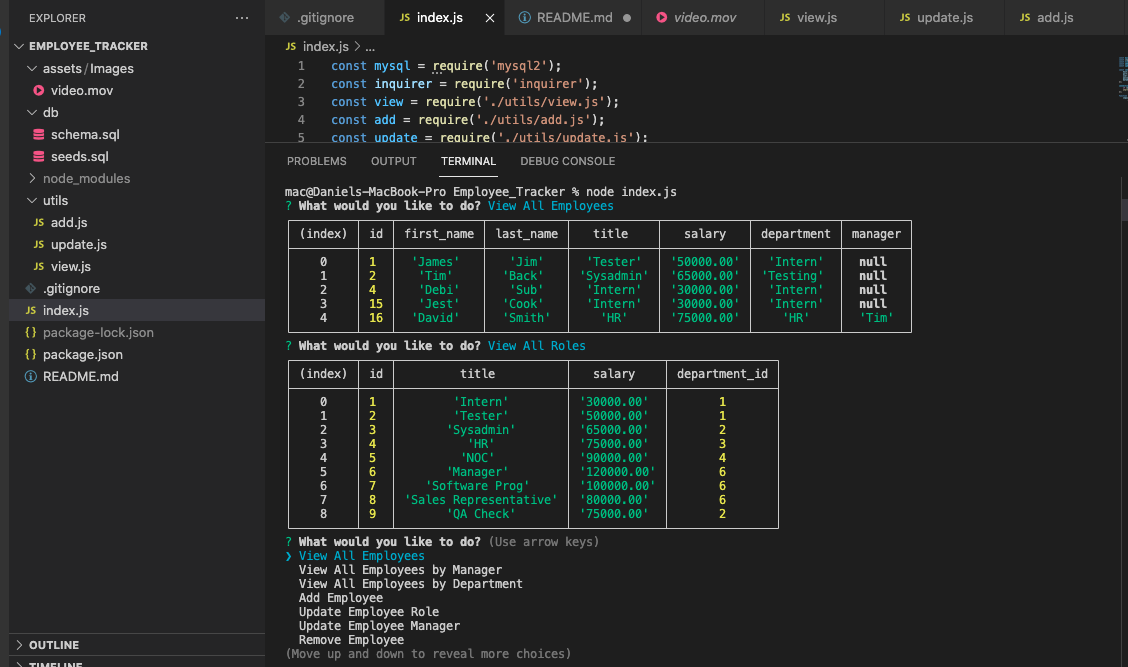 EXPLORER ...
EMPLOYEE_TRACKER
assets / Images
video.mov
db
schema.sql
seeds.sql
node_modules
utils
JS add.js
JS update.js
JS view.js
.gitignore
JS index.js
{} package-lock.json
{} package.json
README.md
OUTLINE
TIMELINE
.gitignore JS index.js × README.md ● video.mov JS view.js JS update.js JS add.js
JS index.js > ...
1 const mysql = require('mysql2');
2 const inquirer = require('inquirer');
3 const view = require('./utils/view.js');
4 const add = require('./utils/add.js');
5 const update = require('./utils/update.js');
PROBLEMS OUTPUT TERMINAL DEBUG CONSOLE
mac@Daniels-MacBook-Pro Employee_Tracker % node index.js
? What would you like to do? View All Employees
(index) id first_name last_name title salary department manager
0 1 'James' 'Jim' 'Tester' '50000.00' 'Intern' null
1 2 'Tim' 'Back' 'Sysadmin' '65000.00' 'Testing' null
2 4 'Debi' 'Sub' 'Intern' '30000.00' 'Intern' null
3 15 'Jest' 'Cook' 'Intern' '30000.00' 'Intern' null
4 16 'David' 'Smith' 'HR' '75000.00' 'HR' 'Tim'
? What would you like to do? View All Roles
(index) id title salary department_id
0 1 'Intern' '30000.00' 1
1 2 'Tester' '50000.00' 1
2 3 'Sysadmin' '65000.00' 2
3 4 'HR' '75000.00' 3
4 5 'NOC' '90000.00' 4
5 6 'Manager' '120000.00' 6
6 7 'Software Prog' '100000.00' 6
7 8 'Sales Representative' '80000.00' 6
8 9 'QA Check' '75000.00' 2
? What would you like to do? (Use arrow keys)
❯ View All Employees
View All Employees by Manager
View All Employees by Department
Add Employee
Update Employee Role
Update Employee Manager
Remove Employee
(Move up and down to reveal more choices)